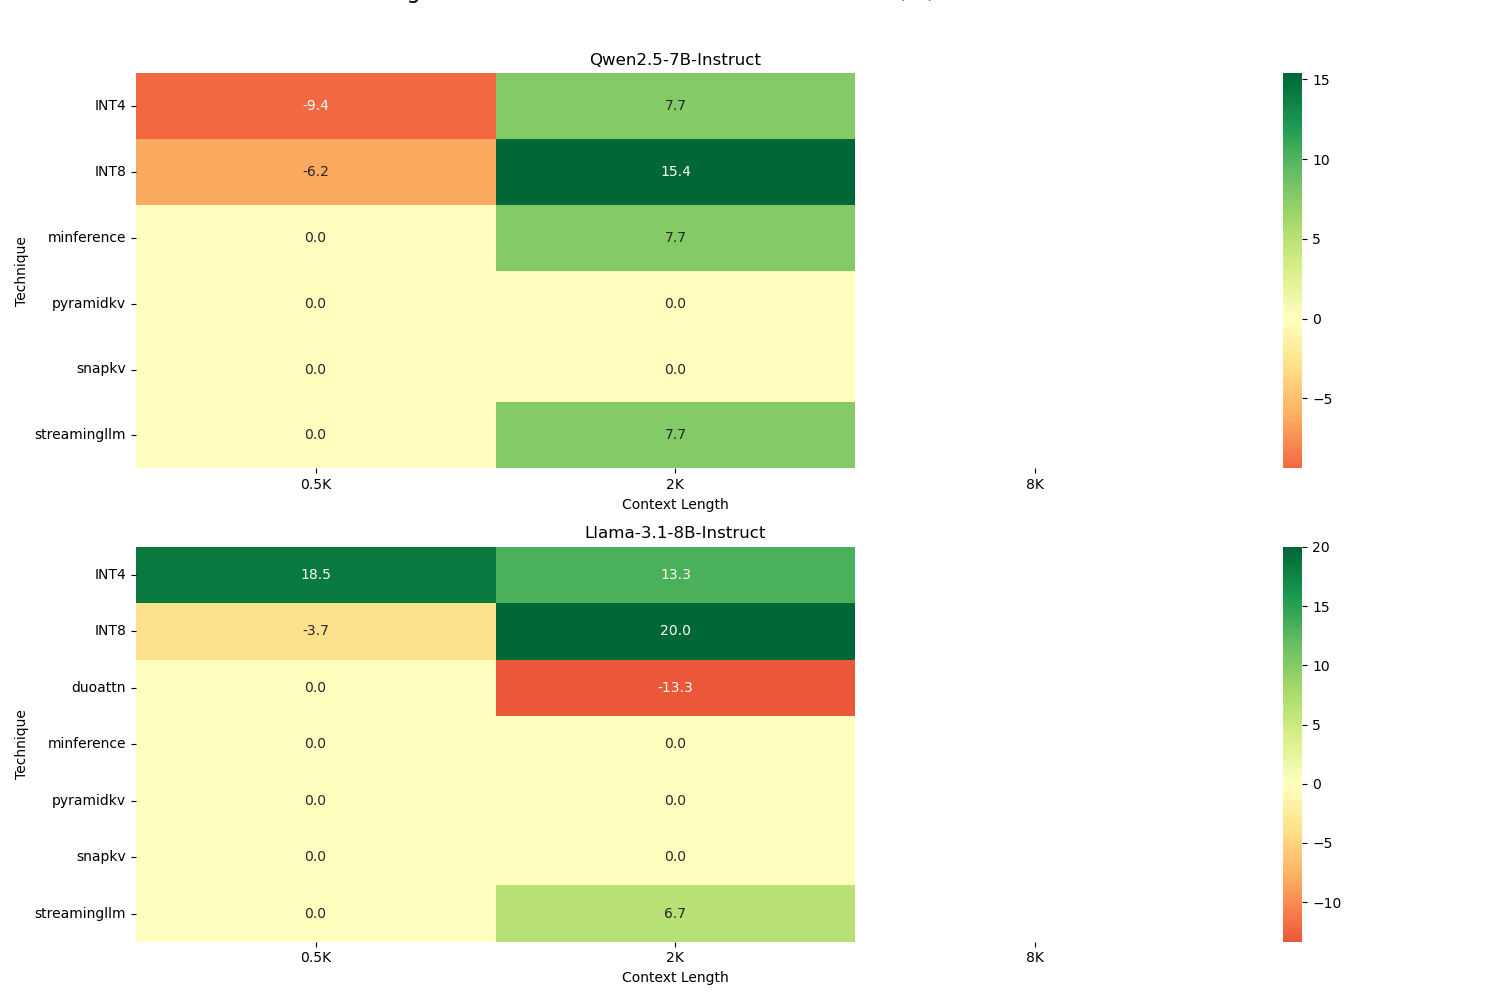 Qwen2.5-7B-Instruct
INT4 -9.4 7.7
INT8 -6.2 15.4
minference 0.0 7.7
pyramidkv 0.0 0.0
snapkv 0.0 0.0
streamingllm 0.0 7.7
Technique
0.5K 2K 8K
Context Length
15
10
5
0
−5
Llama-3.1-8B-Instruct
INT4 18.5 13.3
INT8 -3.7 20.0
duoattn 0.0 -13.3
minference 0.0 0.0
pyramidkv 0.0 0.0
snapkv 0.0 0.0
streamingllm 0.0 6.7
Technique
0.5K 2K 8K
Context Length
20
15
10
5
0
−5
−10